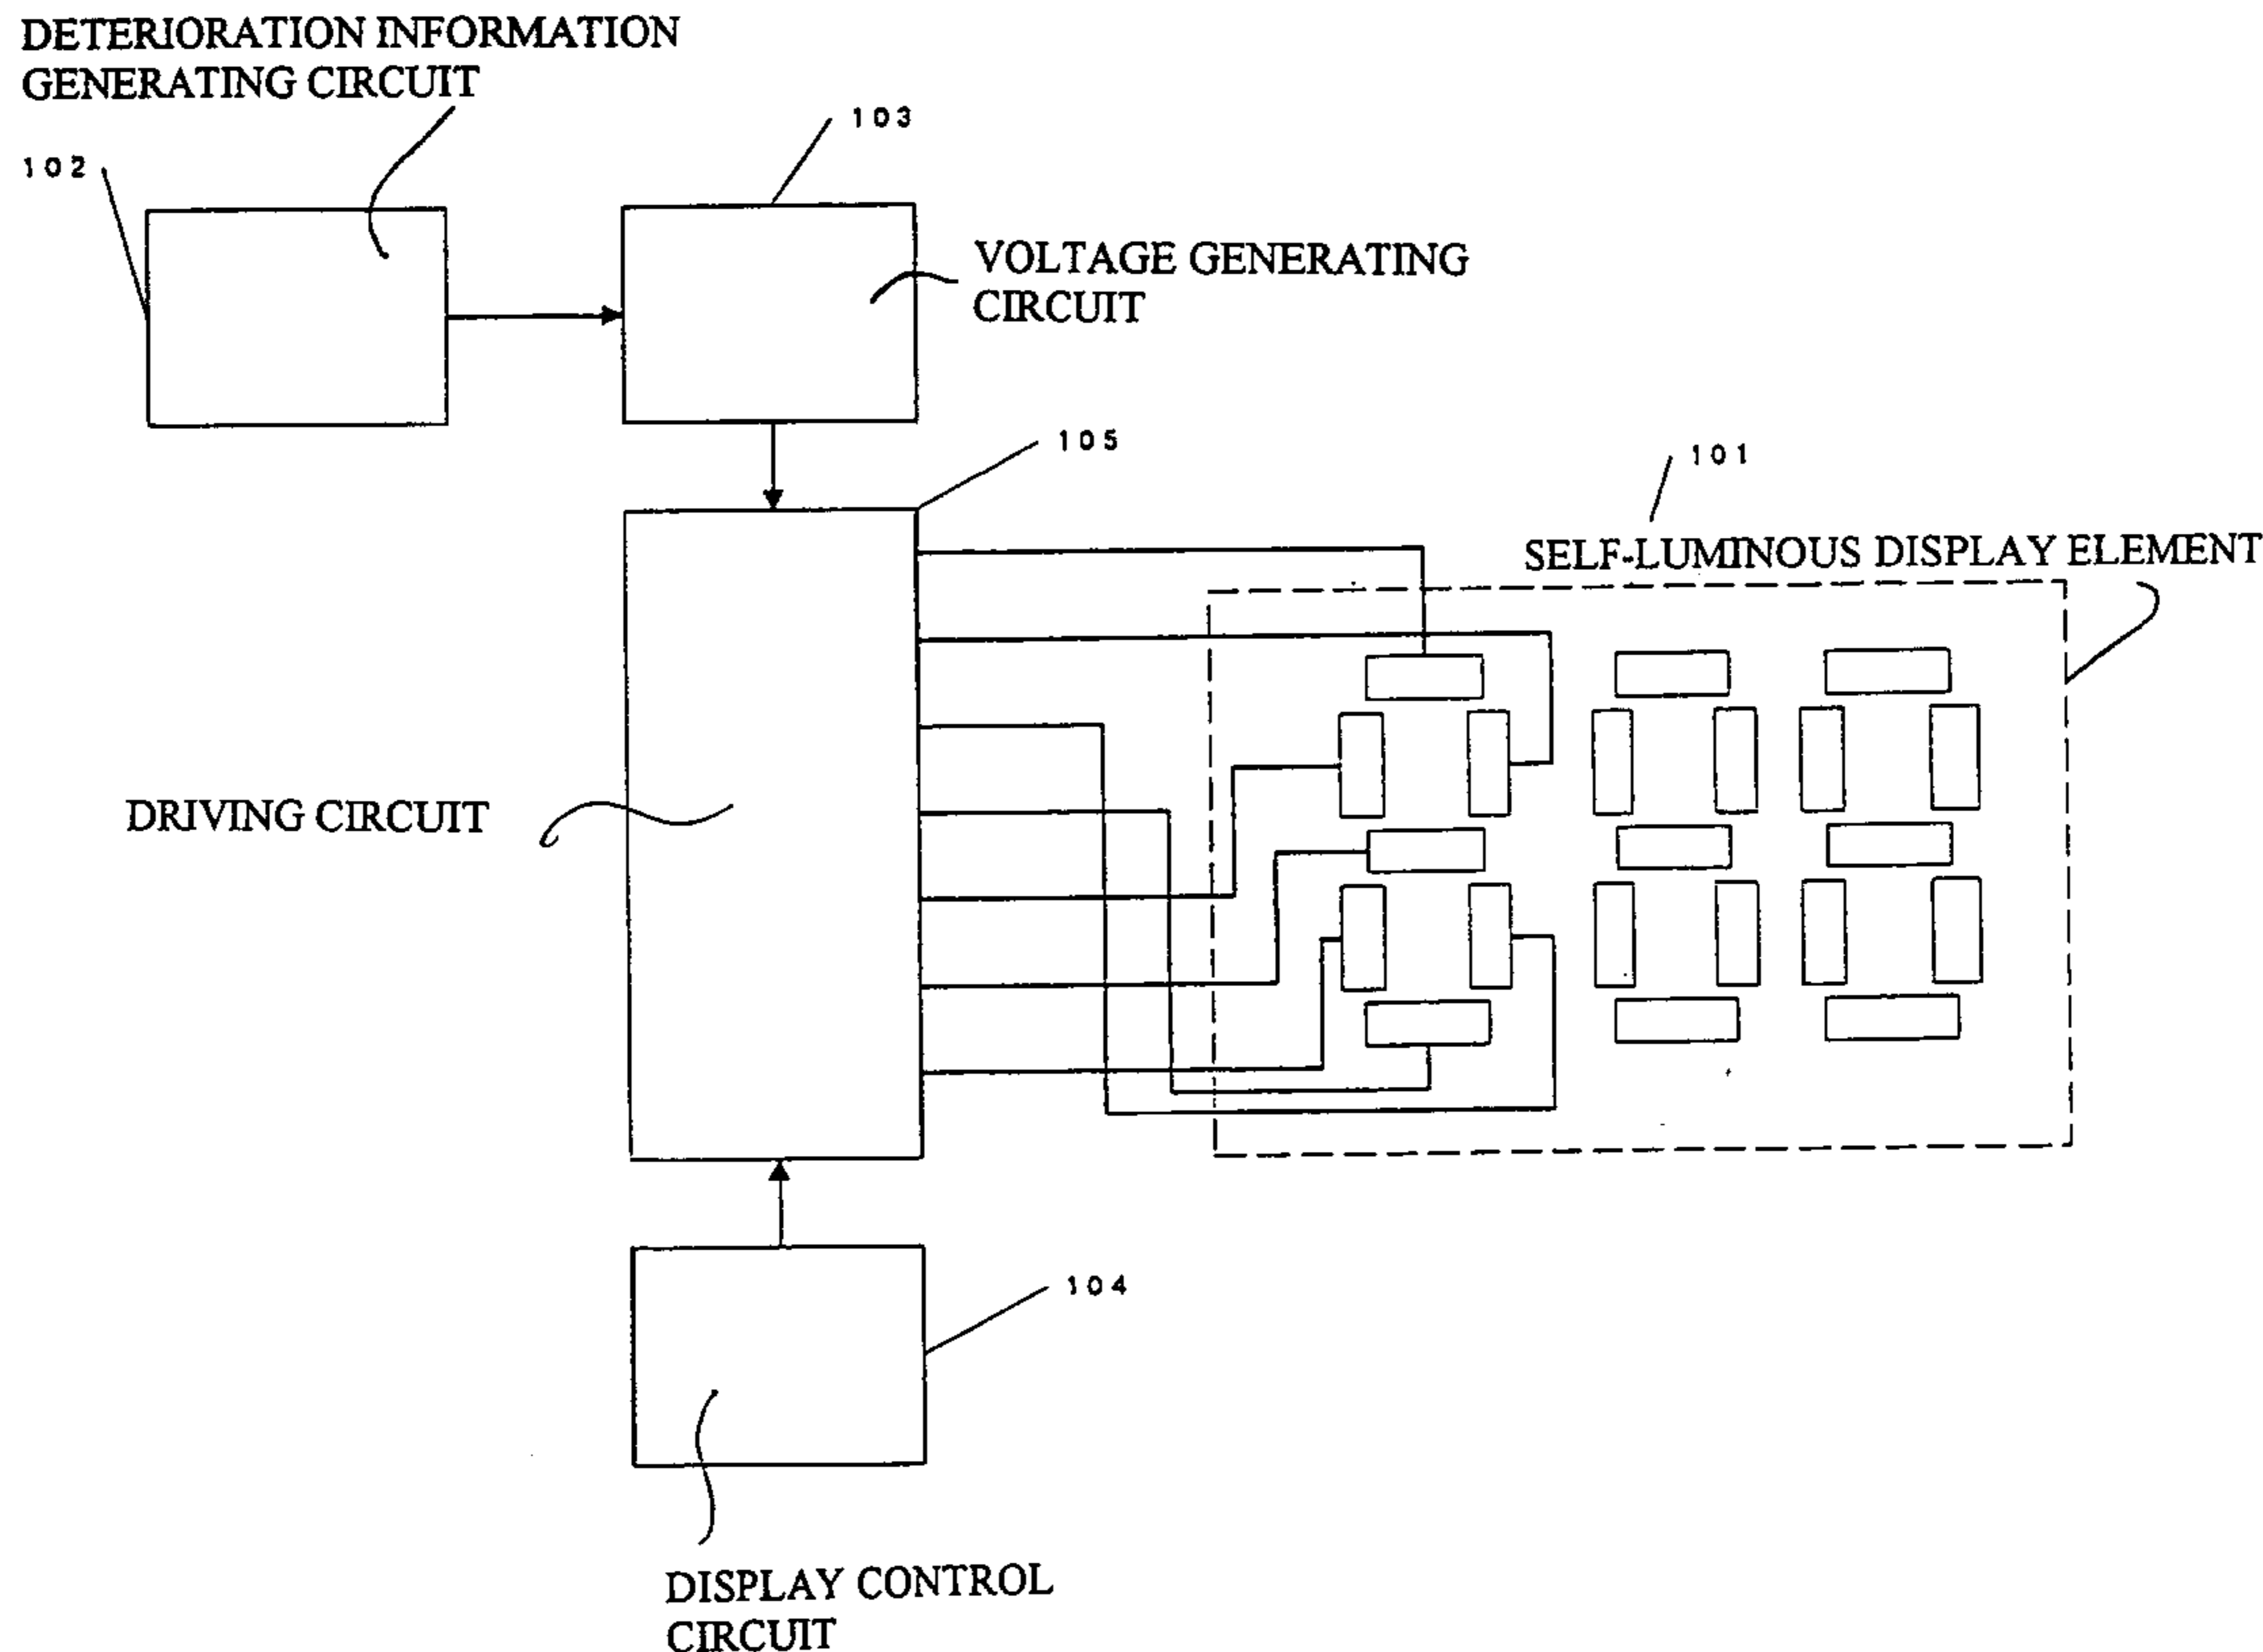 DETERIORATION INFORMATION
GENERATING CIRCUIT
103
102
VOLTAGE GENERATING
CIRCUIT
105
101
SELF-LUMINOUS DISPLAY ELEMENT
DRIVING CIRCUIT
104
DISPLAY CONTROL
CIRCUIT